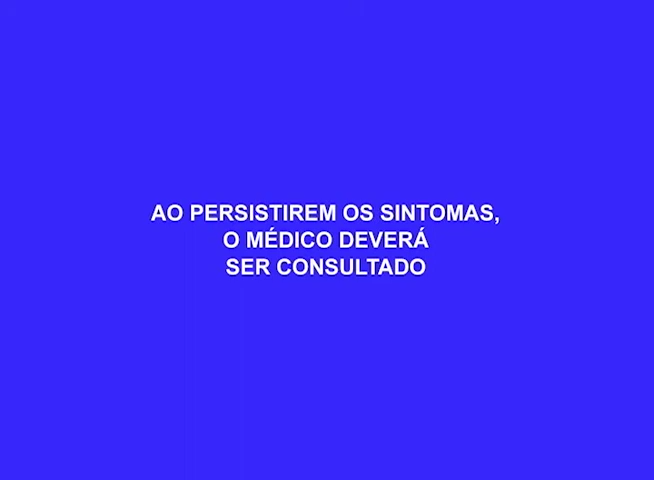 AO PERSISTIREM OS SINTOMAS,
O MÉDICO DEVERÁ
SER CONSULTADO